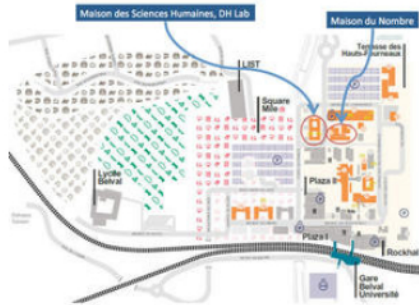 Maison des Sciences Humaines, DH Lab
Maison du Nombre
Terrasse des
Hauts-Fourneaux
LIST
Square
Mile
Lycée
Belval
Plaza II
Plaza I
Rockhal
Gare
Belval
Université